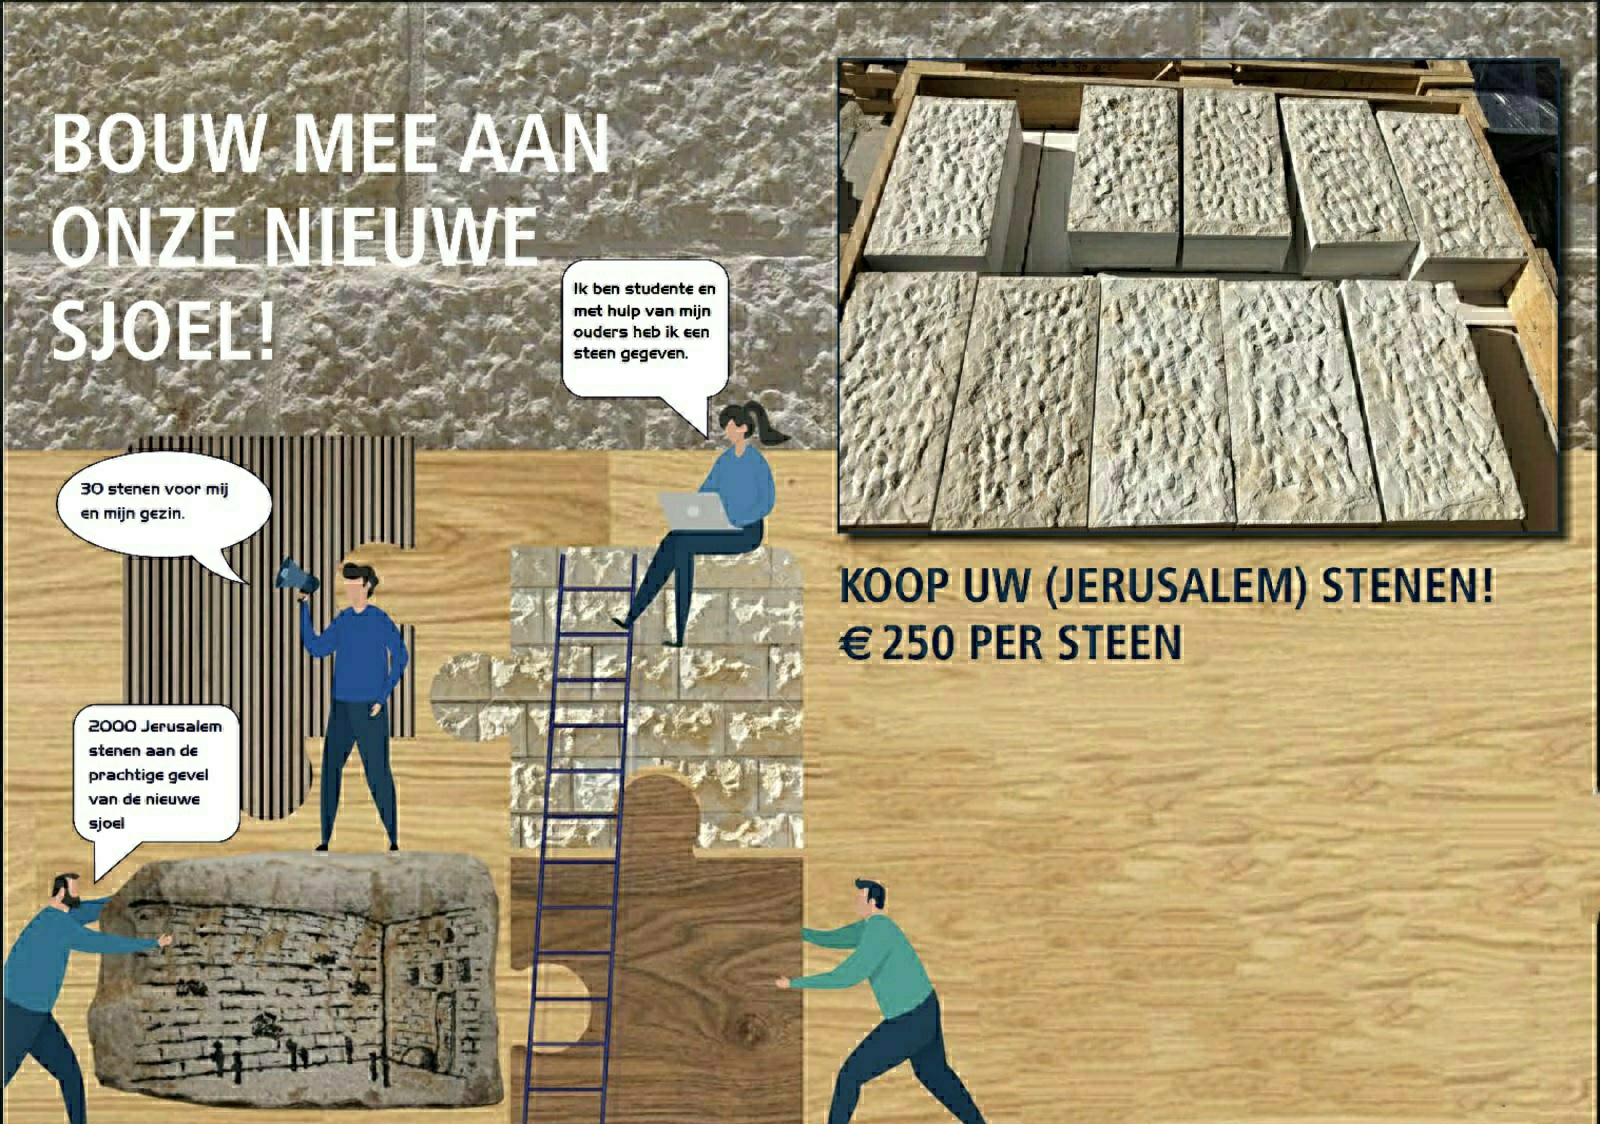 BOUW MEE AAN
ONZE NIEUWE
SJOEL!
Ik ben studente en
met hulp van mijn
ouders heb ik een
steen gegeven.
30 stenen voor mij
en mijn gezin.
2000 Jerusalem
stenen aan de
prachtige gevel
van de nieuwe
sjoel
KOOP UW (JERUSALEM) STENEN!
€ 250 PER STEEN